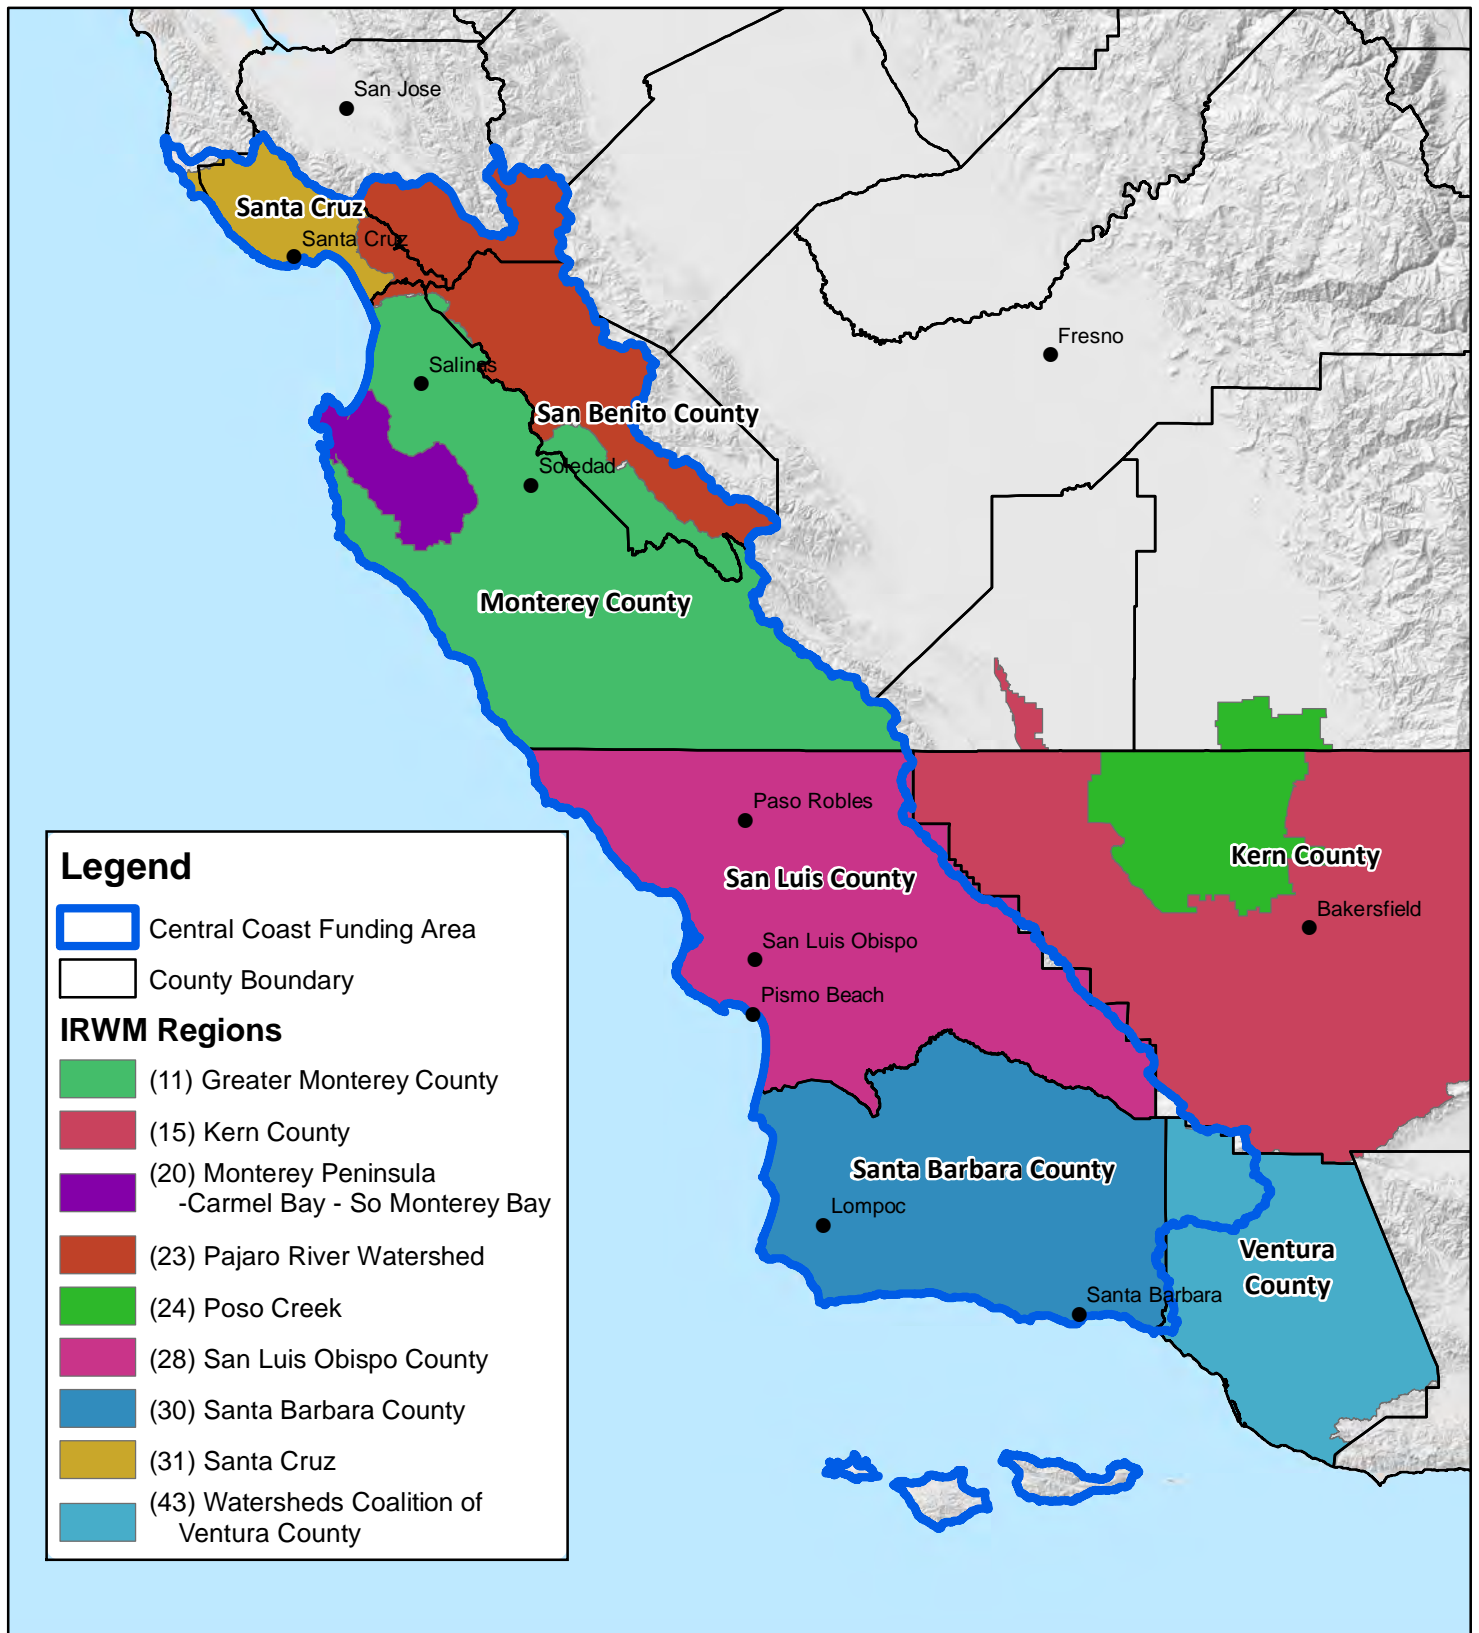 San Jose
Santa Cruz
Santa Cruz
Fresno
Salinas
San Benito County
Soledad
Monterey County
Paso Robles
Kern County
San Luis County
Bakersfield
San Luis Obispo
Pismo Beach
Santa Barbara County
Lompoc
Ventura
County
Santa Barbara
Legend
Central Coast Funding Area
County Boundary
IRWM Regions
(11) Greater Monterey County
(15) Kern County
(20) Monterey Peninsula
-Carmel Bay - So Monterey Bay
(23) Pajaro River Watershed
(24) Poso Creek
(28) San Luis Obispo County
(30) Santa Barbara County
(31) Santa Cruz
(43) Watersheds Coalition of
Ventura County